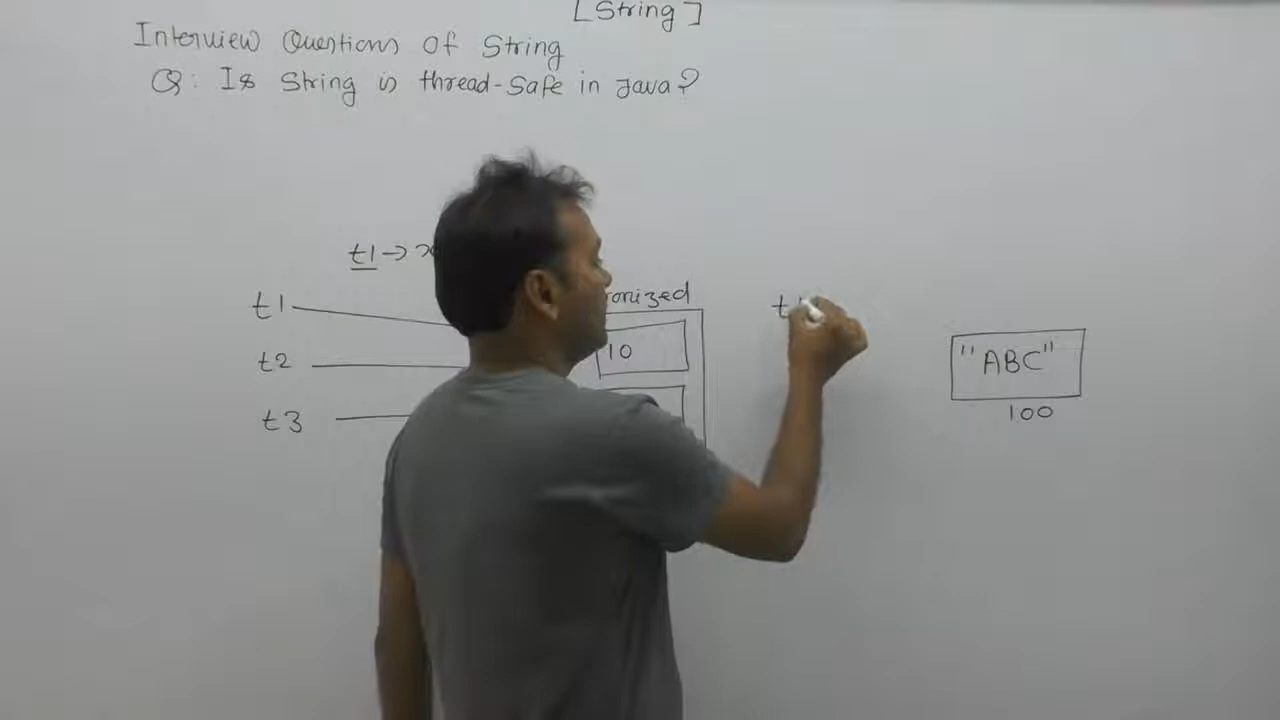 [String]
Interview Questions of String
Q: Is String is thread-Safe in Java?
t1 →
t1
t2
t3
onized
10
"ABC"
100